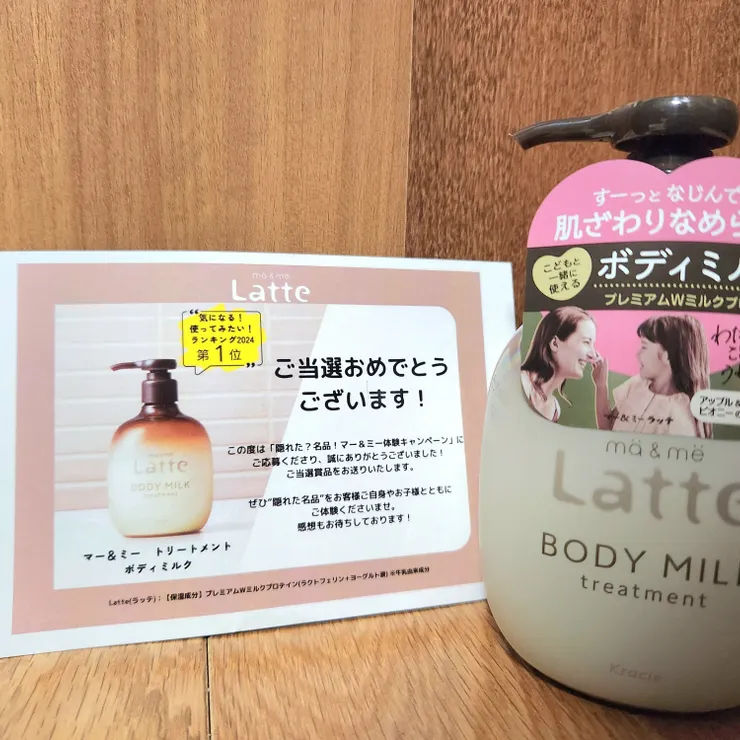 mä & më
Latte
“気になる！
使ってみたい！
ランキング2024
第1位”
ご当選おめでとう
ございます！
この度は「隠れた？名品！マー＆ミー体験キャンペーン」に
ご応募くださり、誠にありがとうございました！
ご当選賞品をお送りいたします。
ぜひ“隠れた名品”をお客様ご自身やお子様とともに
ご体験くださいませ。
感想もお待ちしております！
mä & më
Latte
BODY MILK
treatment
マー＆ミー トリートメント
ボディミルク
Latte(ラッテ)：【保湿成分】プレミアムWミルクプロテイン(ラクトフェリン＋ヨーグルト液) ※牛乳由来成分
すーっと なじんで
肌ざわりなめら
こどもと
一緒に
使える
ボディミル
プレミアムWミルクプロ
マー＆ミー ラッテ
アップル＆
ピオニーの
mä & më
Latte
BODY MILK
treatment
Kracie